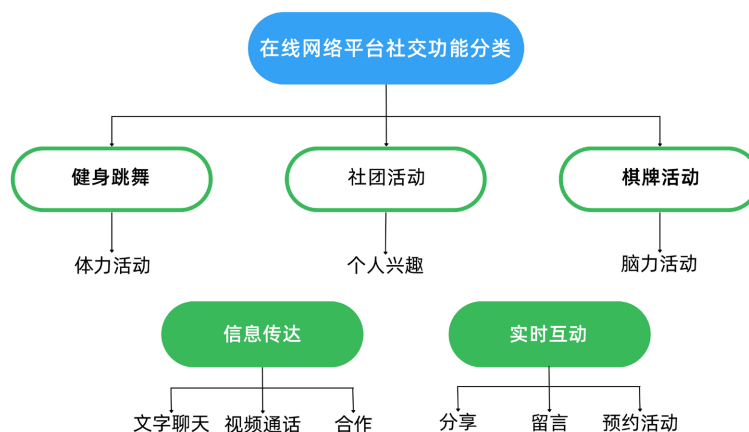 在线网络平台社交功能分类
健身跳舞
社团活动
棋牌活动
体力活动
个人兴趣
脑力活动
信息传达
实时互动
文字聊天
视频通话
合作
分享
留言
预约活动